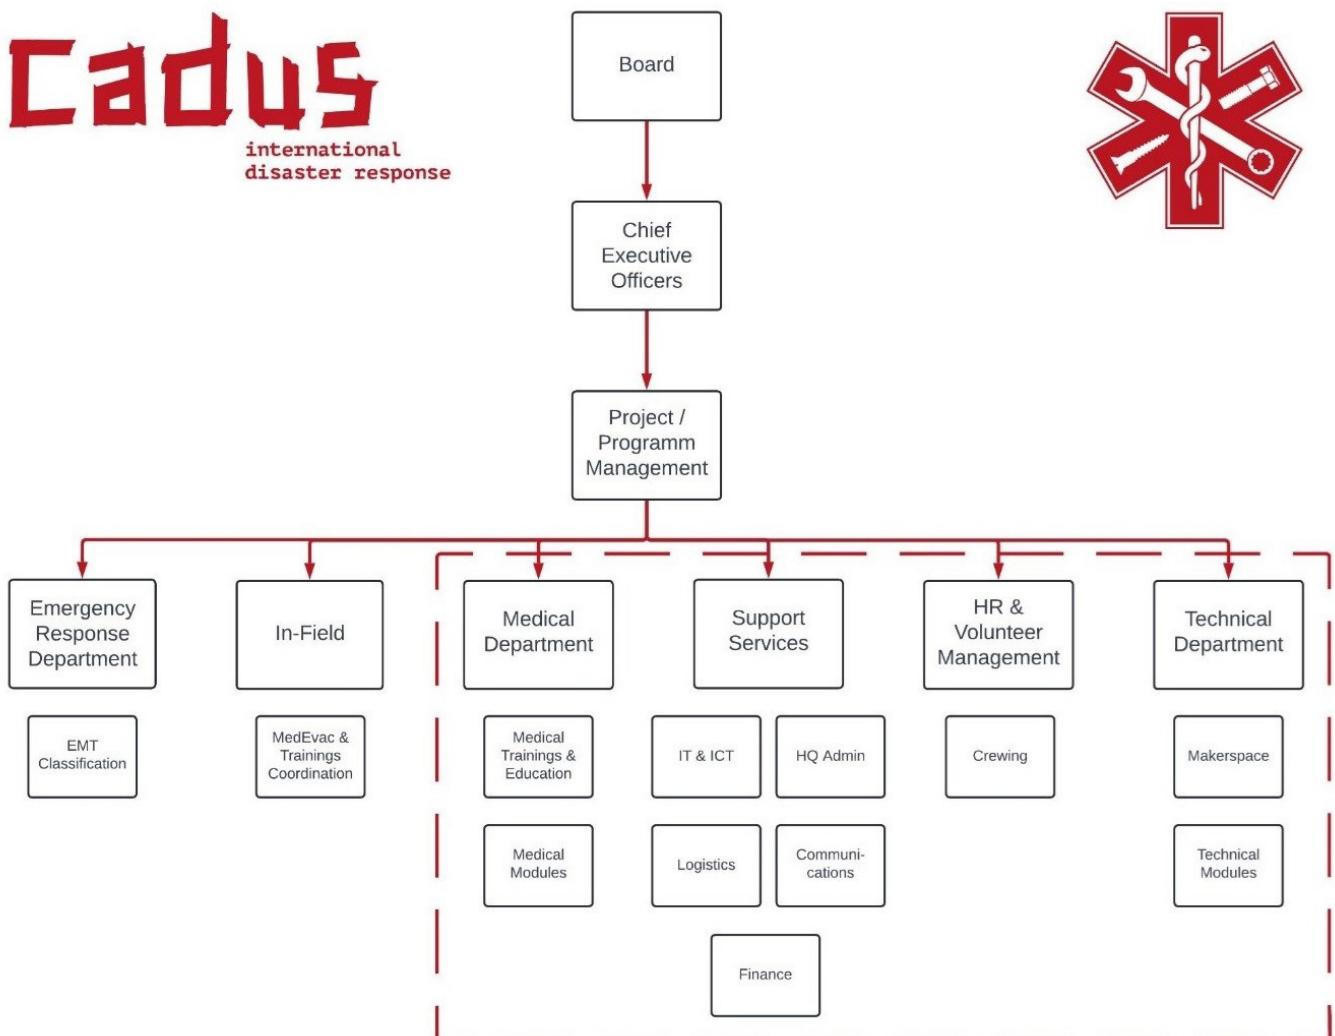 cadus
international
disaster response
Board
Chief
Executive
Officers
Project /
Programm
Management
Emergency
Response
Department
In-Field
Medical
Department
Support
Services
HR &
Volunteer
Management
Technical
Department
EMT
Classification
MedEvac &
Trainings
Coordination
Medical
Trainings &
Education
IT & ICT
HQ Admin
Crewing
Makerspace
Medical
Modules
Logistics
Communi-
cations
Technical
Modules
Finance